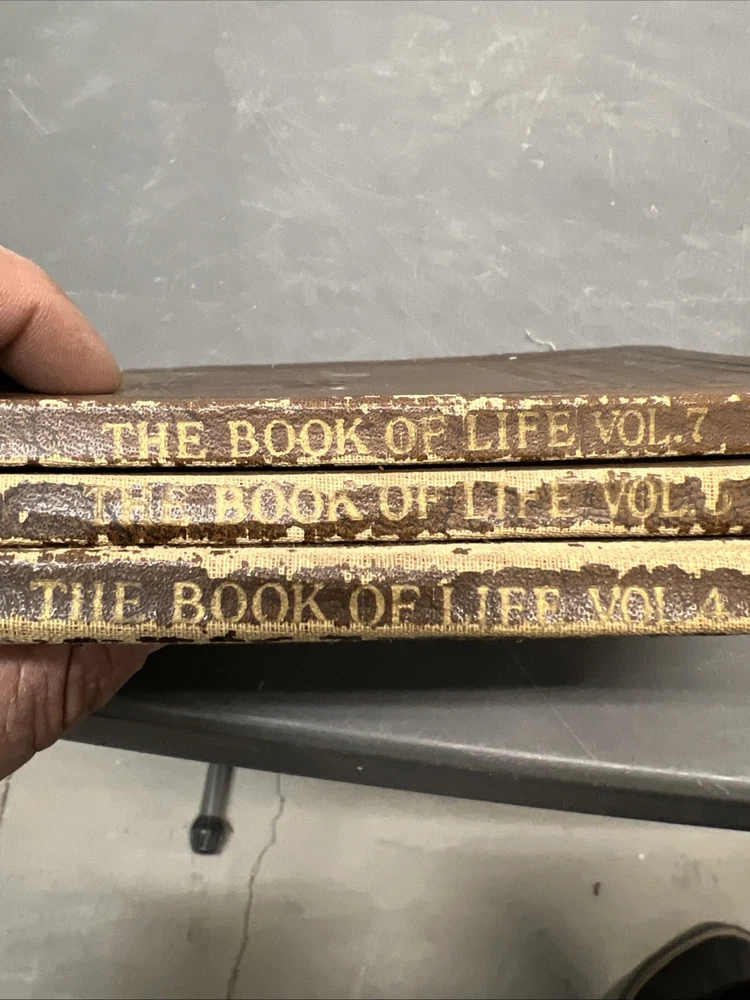 THE BOOK OF LIFE VOL.7
THE BOOK OF LIFE VOL.
THE BOOK OF LIFE VOL.4